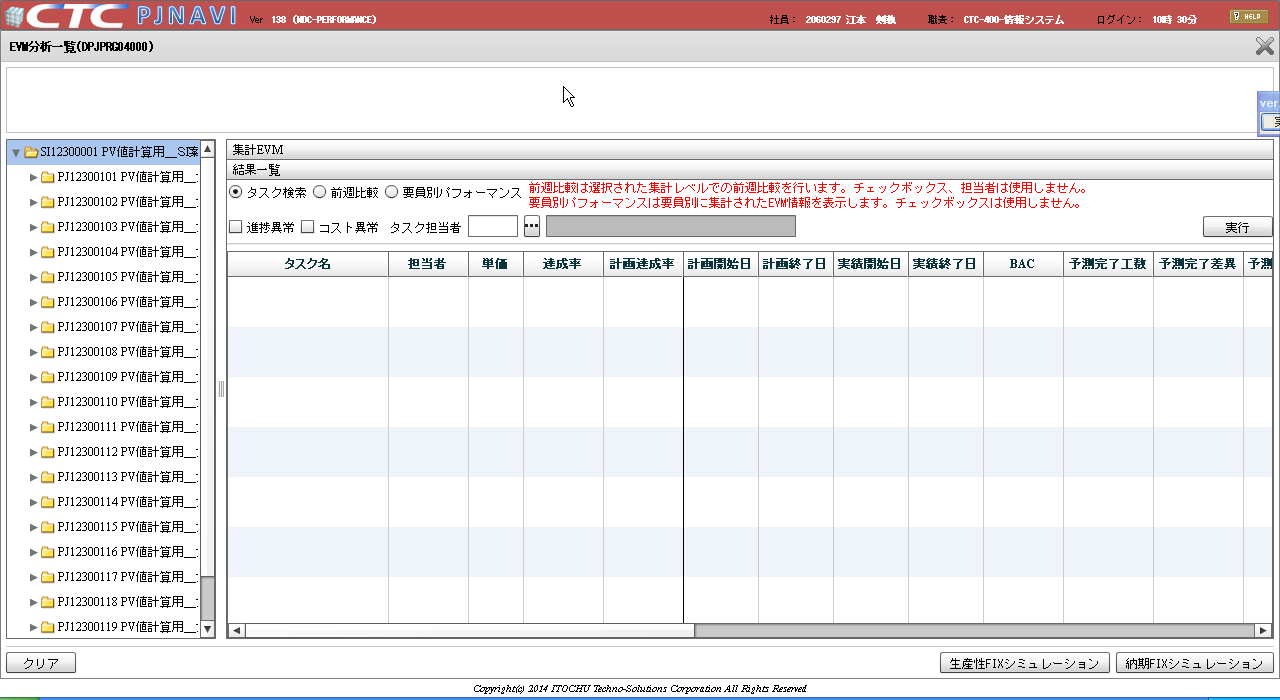 CTC PJNAVI Ver 138 (NDC-PERFORMANCE) 社員： 2060297 江本 剣執 職責： CTC-400-情報システム ログイン： 10時 30分 HELP
EVM分析一覧(DPJPRG04000)
ver.
SI12300001 PV値計算用__SI案
PJ12300101 PV値計算用__
PJ12300102 PV値計算用__
PJ12300103 PV値計算用__
PJ12300104 PV値計算用__
PJ12300105 PV値計算用__
PJ12300106 PV値計算用__
PJ12300107 PV値計算用__
PJ12300108 PV値計算用__
PJ12300109 PV値計算用__
PJ12300110 PV値計算用__
PJ12300111 PV値計算用__
PJ12300112 PV値計算用__
PJ12300113 PV値計算用__
PJ12300114 PV値計算用__
PJ12300115 PV値計算用__
PJ12300116 PV値計算用__
PJ12300117 PV値計算用__
PJ12300118 PV値計算用__
PJ12300119 PV値計算用__
集計EVM
結果一覧
タスク検索 前週比較 要員別パフォーマンス
前週比較は選択された集計レベルでの前週比較を行います。チェックボックス、担当者は使用しません。
要員別パフォーマンスは要員別に集計されたEVM情報を表示します。チェックボックスは使用しません。
進捗異常 コスト異常 タスク担当者 ... 実行
タスク名 担当者 単価 達成率 計画達成率 計画開始日 計画終了日 実績開始日 実績終了日 BAC 予測完了工数 予測完了差異 予測
クリア 生産性FIXシミュレーション 納期FIXシミュレーション
Copyright(c) 2014 ITOCHU Techno-Solutions Corporation All Rights Reserved